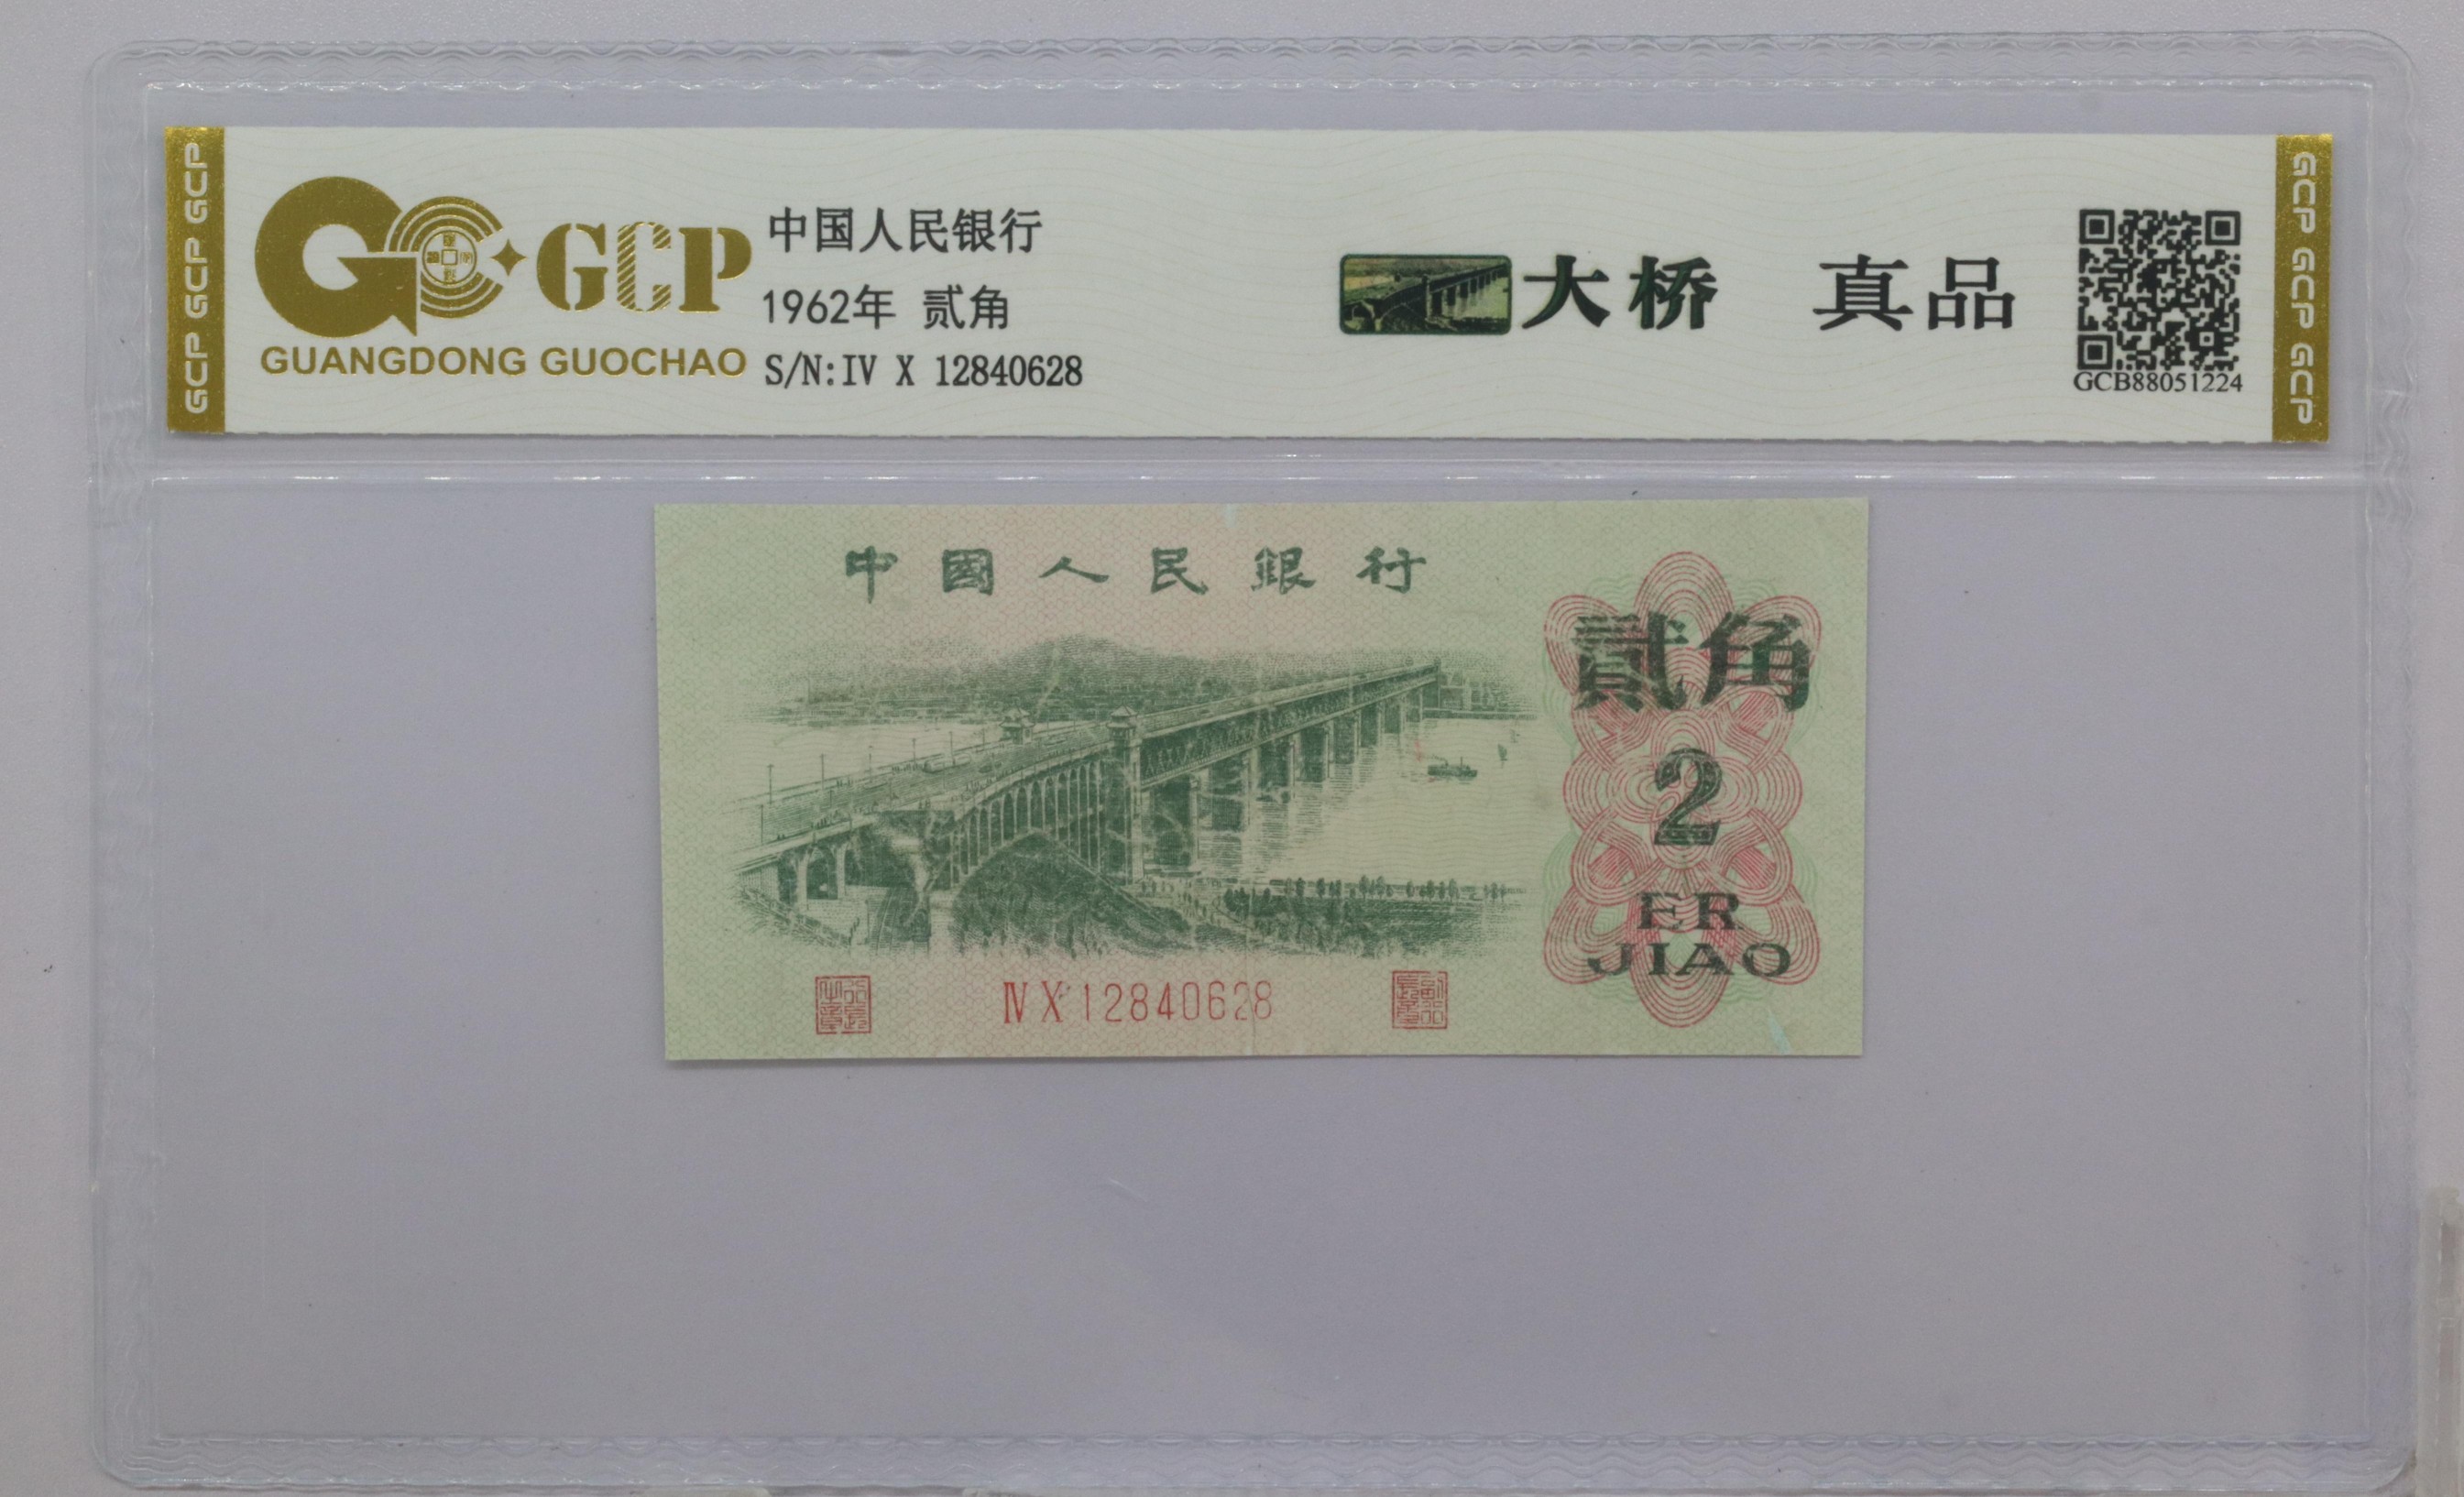 GCP GCP GCP
GCP
GUANGDONG GUOCHAO
中国人民银行
1962年 贰角
S/N:IV X 12840628
大桥 真品
GCB88051224
GCP GCP GCP
中國人民銀行
貳角
2
ER
JIAO
ⅣⅩ12840628